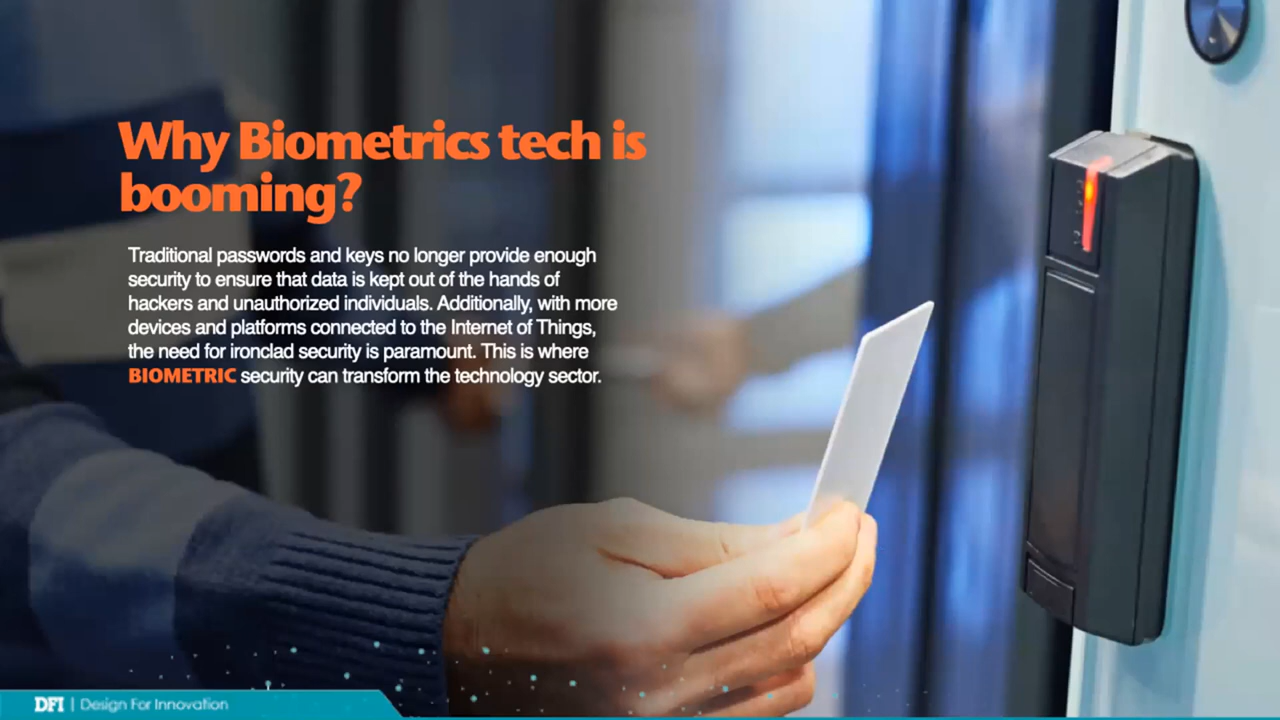 Why Biometrics tech is
booming?
Traditional passwords and keys no longer provide enough
security to ensure that data is kept out of the hands of
hackers and unauthorized individuals. Additionally, with more
devices and platforms connected to the Internet of Things,
the need for ironclad security is paramount. This is where
BIOMETRIC security can transform the technology sector.
DFI | Design For Innovation